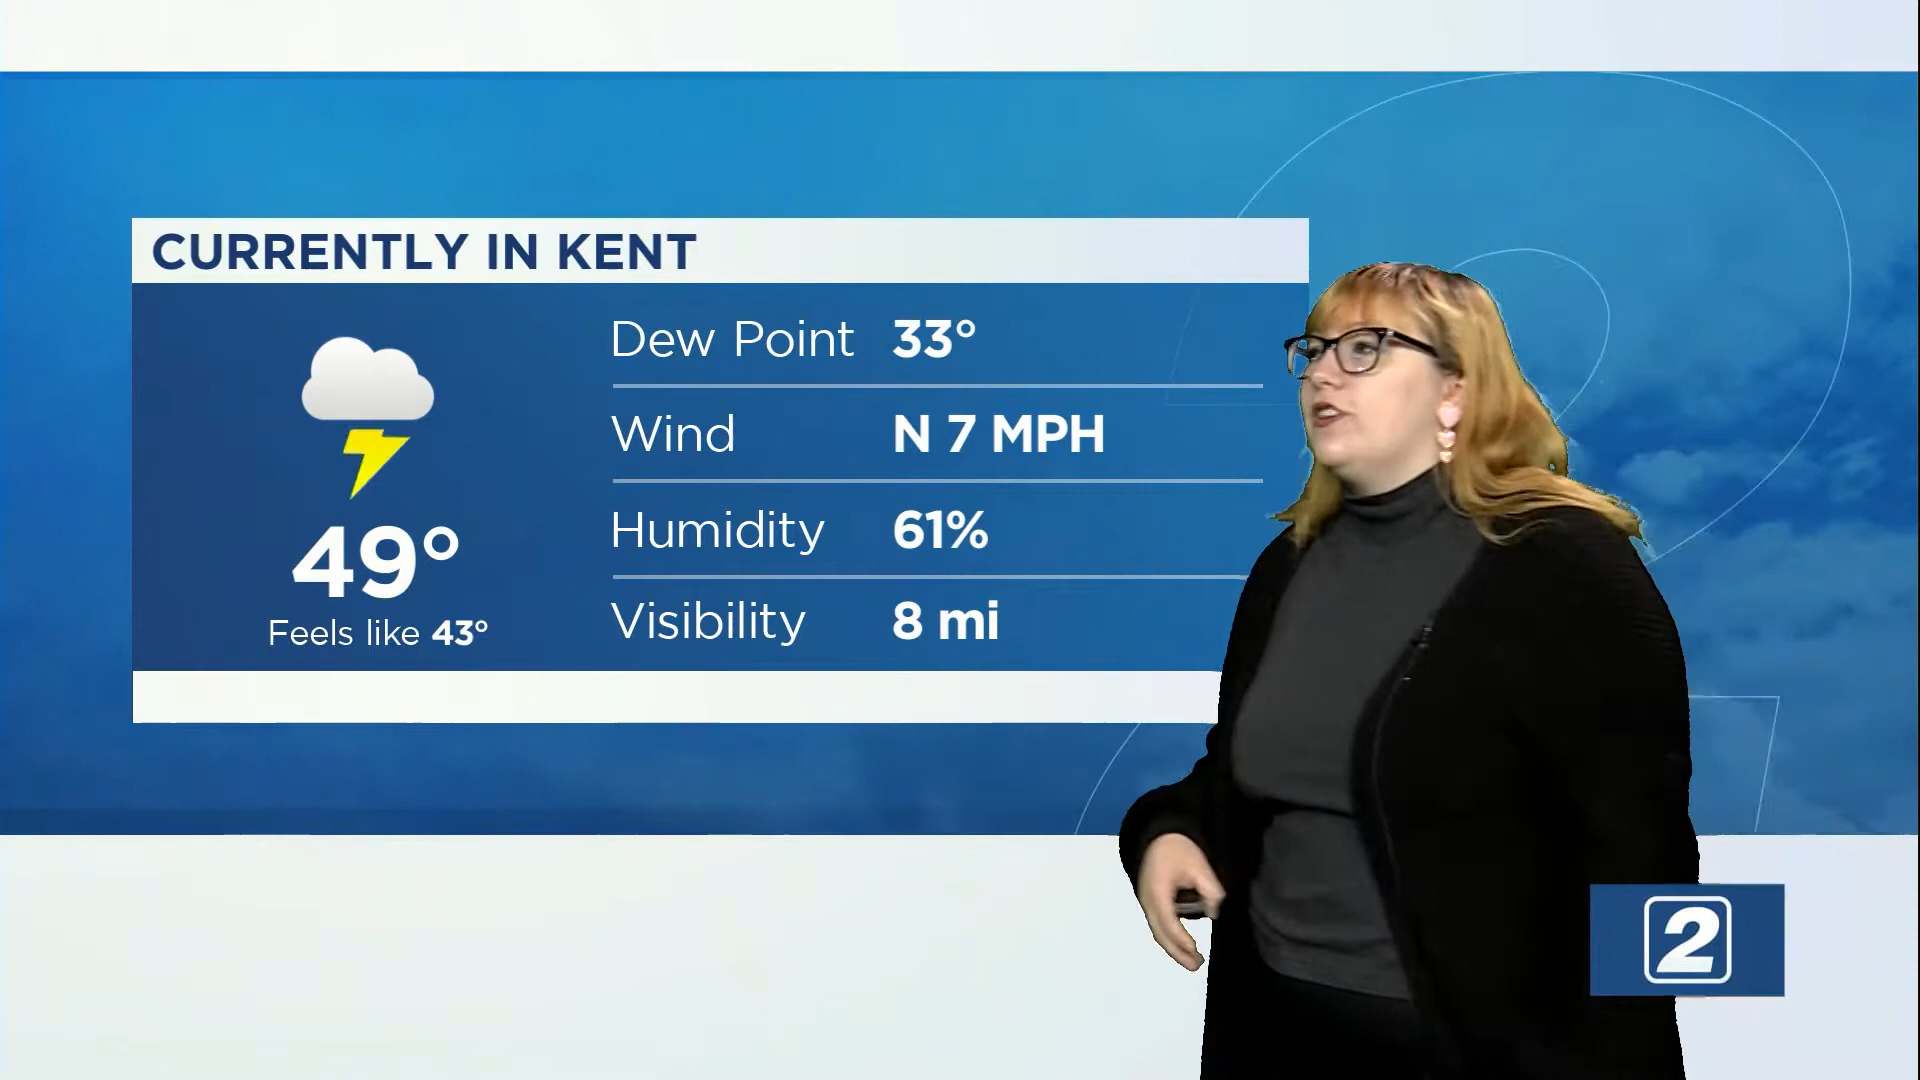 CURRENTLY IN KENT
49°
Feels like 43°
Dew Point 33°
Wind N 7 MPH
Humidity 61%
Visibility 8 mi
2